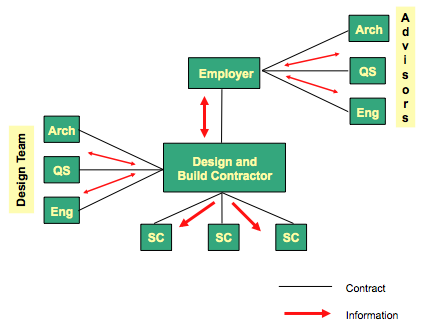 Arch
QS
Eng
Advisors
Employer
Design Team
Arch
QS
Eng
Design and
Build Contractor
SC
SC
SC
Contract
Information